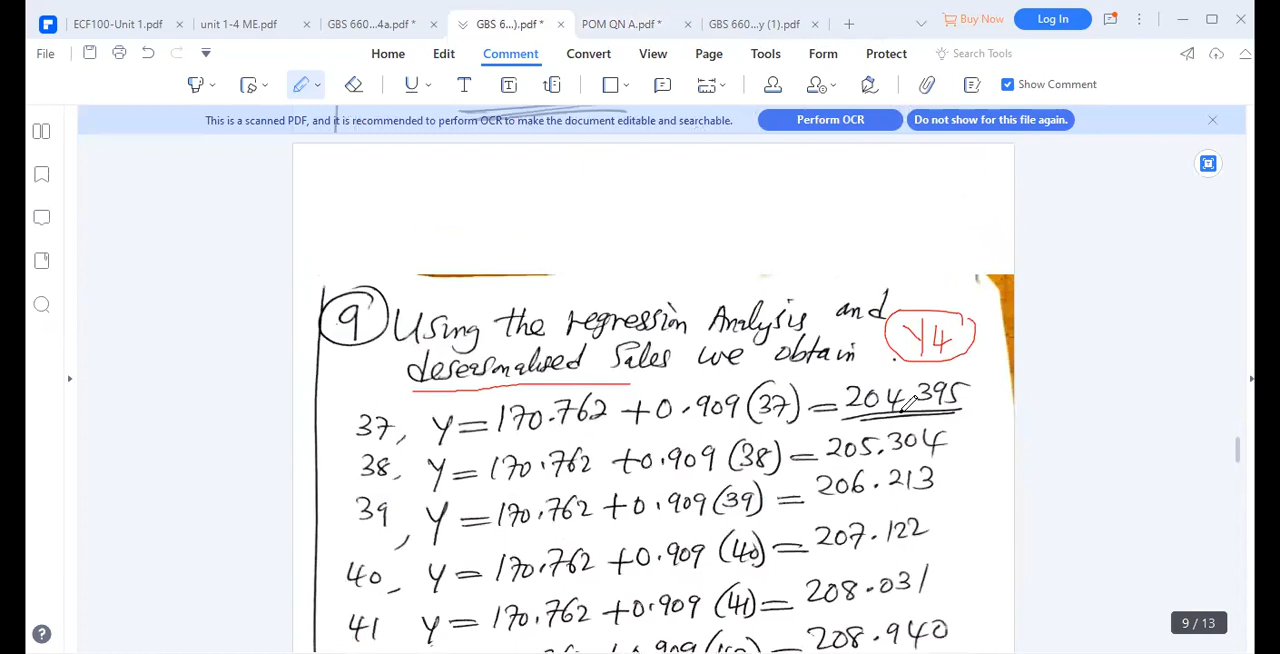 ECF100-Unit 1.pdf
unit 1-4 ME.pdf
GBS 660...4a.pdf *
GBS 6...).pdf *
POM QN A.pdf *
GBS 660...y (1).pdf
Buy Now
Log In
File
Home
Edit
Comment
Convert
View
Page
Tools
Form
Protect
Search Tools
Show Comment
This is a scanned PDF, and it is recommended to perform OCR to make the document editable and searchable.
Perform OCR
Do not show for this file again.
9 Using the regression Analysis and
deseasonalised Sales we obtain . Y4
37, Y = 170.762 + 0.909 (37) = 204.395
38, Y = 170.762 + 0.909 (38) = 205.304
39, Y = 170.762 + 0.909 (39) = 206.213
40, Y = 170.762 + 0.909 (40) = 207.122
41 Y = 170.762 + 0.909 (41) = 208.031
208.940
9 / 13